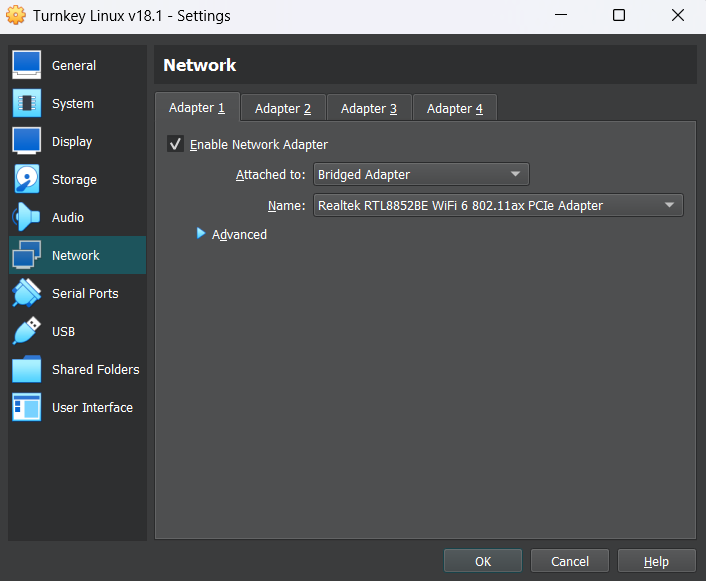 Turnkey Linux v18.1 - Settings
General
System
Display
Storage
Audio
Network
Serial Ports
USB
Shared Folders
User Interface
Network
Adapter 1 Adapter 2 Adapter 3 Adapter 4
Enable Network Adapter
Attached to: Bridged Adapter
Name: Realtek RTL8852BE WiFi 6 802.11ax PCIe Adapter
Advanced
OK Cancel Help